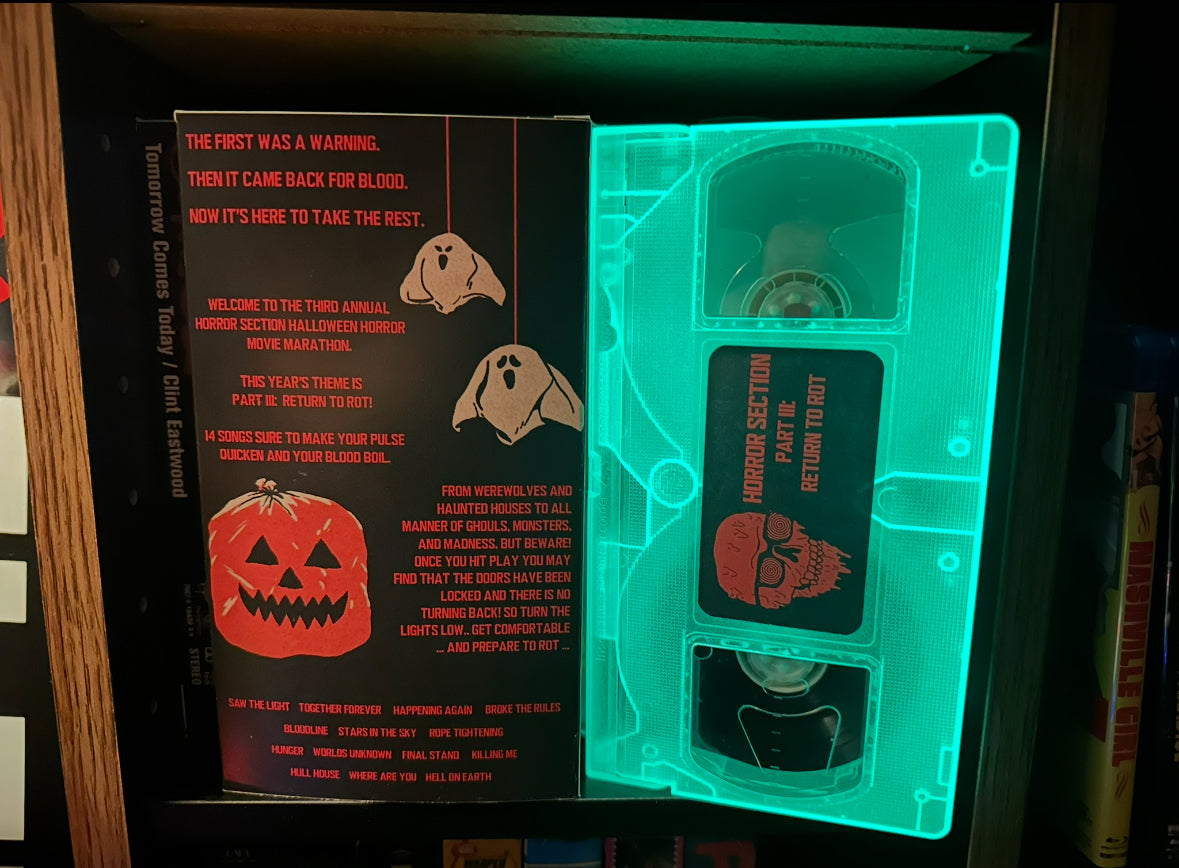 Tomorrow Comes Today / Clint Eastwood
STEREO
THE FIRST WAS A WARNING.
THEN IT CAME BACK FOR BLOOD.
NOW IT'S HERE TO TAKE THE REST.
WELCOME TO THE THIRD ANNUAL
HORROR SECTION HALLOWEEN HORROR
MOVIE MARATHON.
THIS YEAR'S THEME IS
PART III: RETURN TO ROT!
14 SONGS SURE TO MAKE YOUR PULSE
QUICKEN AND YOUR BLOOD BOIL.
FROM WEREWOLVES AND
HAUNTED HOUSES TO ALL
MANNER OF GHOULS, MONSTERS,
AND MADNESS. BUT BEWARE!
ONCE YOU HIT PLAY YOU MAY
FIND THAT THE DOORS HAVE BEEN
LOCKED AND THERE IS NO
TURNING BACK! SO TURN THE
LIGHTS LOW.. GET COMFORTABLE
... AND PREPARE TO ROT ...
SAW THE LIGHT TOGETHER FOREVER HAPPENING AGAIN BROKE THE RULES
BLOODLINE STARS IN THE SKY ROPE TIGHTENING
HUNGER WORLDS UNKNOWN FINAL STAND KILLING ME
HULL HOUSE WHERE ARE YOU HELL ON EARTH
HORROR SECTION
PART III:
RETURN TO ROT
NASHVILLE GIRL